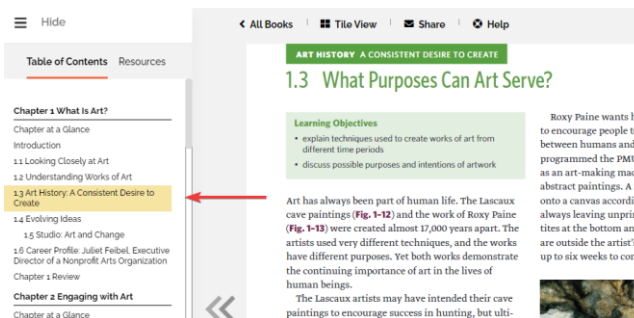 Hide
All Books | Tile View | Share | Help
Table of Contents Resources
Chapter 1 What Is Art?
Chapter at a Glance
Introduction
1.1 Looking Closely at Art
1.2 Understanding Works of Art
1.3 Art History: A Consistent Desire to
Create
1.4 Evolving Ideas
1.5 Studio: Art and Change
1.6 Career Profile: Juliet Feibel, Executive
Director of a Nonprofit Arts Organization
Chapter 1 Review
Chapter 2 Engaging with Art
Chapter at a Glance
ART HISTORY A CONSISTENT DESIRE TO CREATE
1.3 What Purposes Can Art Serve?
Learning Objectives
• explain techniques used to create works of art from
different time periods
• discuss possible purposes and intentions of artwork
Art has always been part of human life. The Lascaux
cave paintings (Fig. 1-12) and the work of Roxy Paine
(Fig. 1-13) were created almost 17,000 years apart. The
artists used very different techniques, and the works
have different purposes. Yet both works demonstrate
the continuing importance of art in the lives of
human beings.
The Lascaux artists may have intended their cave
paintings to encourage success in hunting, but ulti-
Roxy Paine wants
to encourage people
between humans and
programmed the
as an art-making
abstract paintings. A
onto a canvas
always leaving
at the bottom
are outside the artist's
up to six weeks to